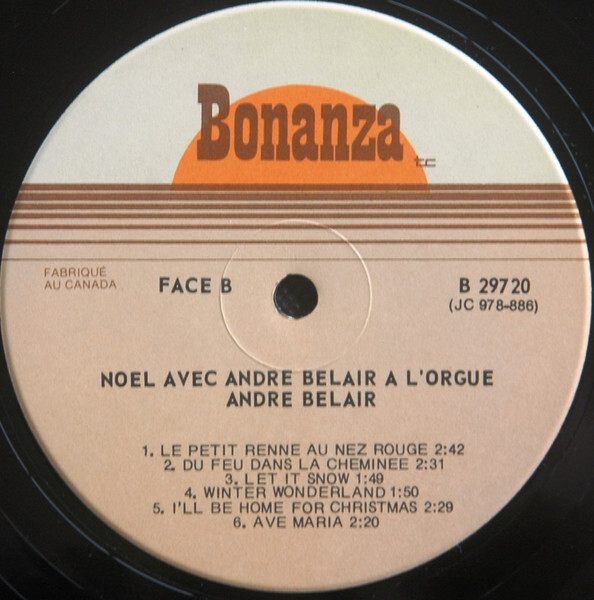 Bonanza
tc
FABRIQUÉ
AU CANADA
FACE B
B 29720
(JC 978-886)
NOEL AVEC ANDRE BELAIR A L'ORGUE
ANDRE BELAIR
1. LE PETIT RENNE AU NEZ ROUGE 2:42
2. DU FEU DANS LA CHEMINEE 2:31
3. LET IT SNOW 1:49
4. WINTER WONDERLAND 1:50
5. I'LL BE HOME FOR CHRISTMAS 2:29
6. AVE MARIA 2:20